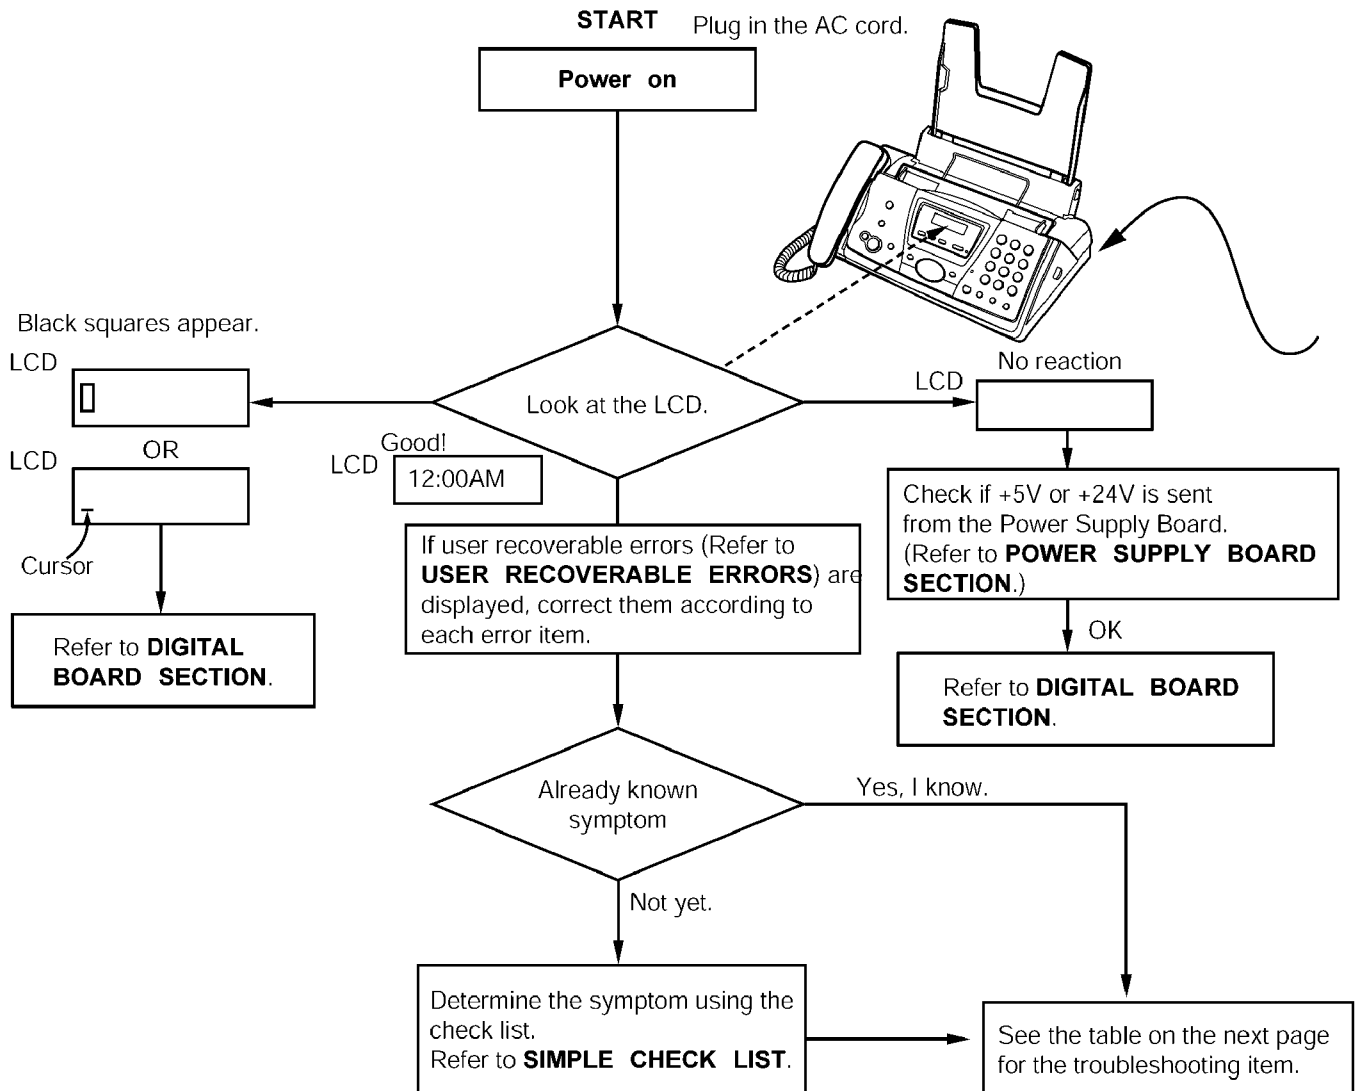 START
Plug in the AC cord.
Power on
Black squares appear.
LCD
OR
LCD
Cursor
Refer to DIGITAL
BOARD SECTION.
Look at the LCD.
Good!
LCD
12:00AM
No reaction
LCD
Check if +5V or +24V is sent
from the Power Supply Board.
(Refer to POWER SUPPLY BOARD
SECTION.)
OK
Refer to DIGITAL BOARD
SECTION.
If user recoverable errors (Refer to
USER RECOVERABLE ERRORS) are
displayed, correct them according to
each error item.
Already known
symptom
Yes, I know.
Not yet.
Determine the symptom using the
check list.
Refer to SIMPLE CHECK LIST.
See the table on the next page
for the troubleshooting item.